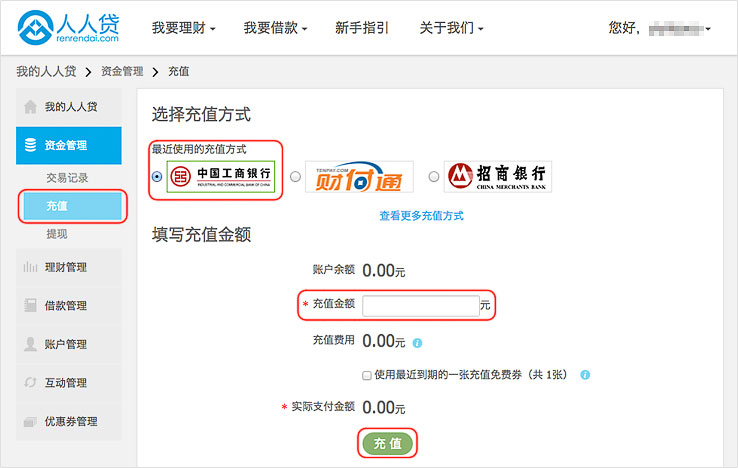 人人贷
renrendai.com
我要理财 我要借款 新手指引 关于我们 您好,
我的人人贷 > 资金管理 > 充值
我的人人贷
资金管理
交易记录
充值
提现
理财管理
借款管理
账户管理
互动管理
优惠券管理
选择充值方式
最近使用的充值方式
中国工商银行
INDUSTRIAL AND COMMERCIAL BANK OF CHINA
TENPAY.COM
财付通
招商银行
CHINA MERCHANTS BANK
查看更多充值方式
填写充值金额
账户余额 0.00元
* 充值金额 元
充值费用 0.00元
使用最近到期的一张充值免费券（共 1张）
* 实际支付金额 0.00元
充 值